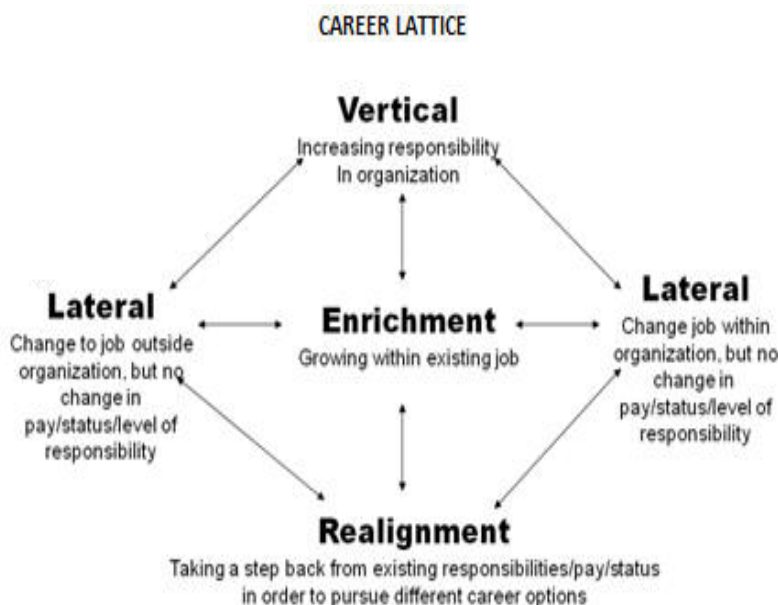 CAREER LATTICE
Vertical
Increasing responsibility
In organization
Lateral
Change to job outside
organization, but no
change in
pay/status/level of
responsibility
Enrichment
Growing within existing job
Lateral
Change job within
organization, but no
change in
pay/status/level of
responsibility
Realignment
Taking a step back from existing responsibilities/pay/status
in order to pursue different career options